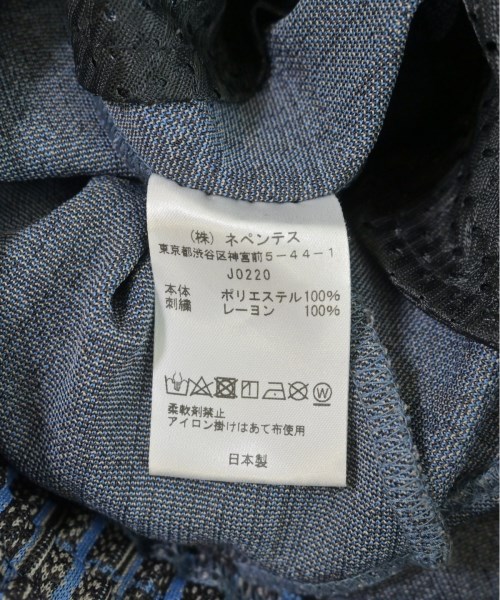 (株) ネペンテス
東京都渋谷区神宮前5-44-1
J0220
本体 ポリエステル100%
刺繍 レーヨン 100%
W
柔軟剤禁止
アイロン掛けはあて布使用
日本製